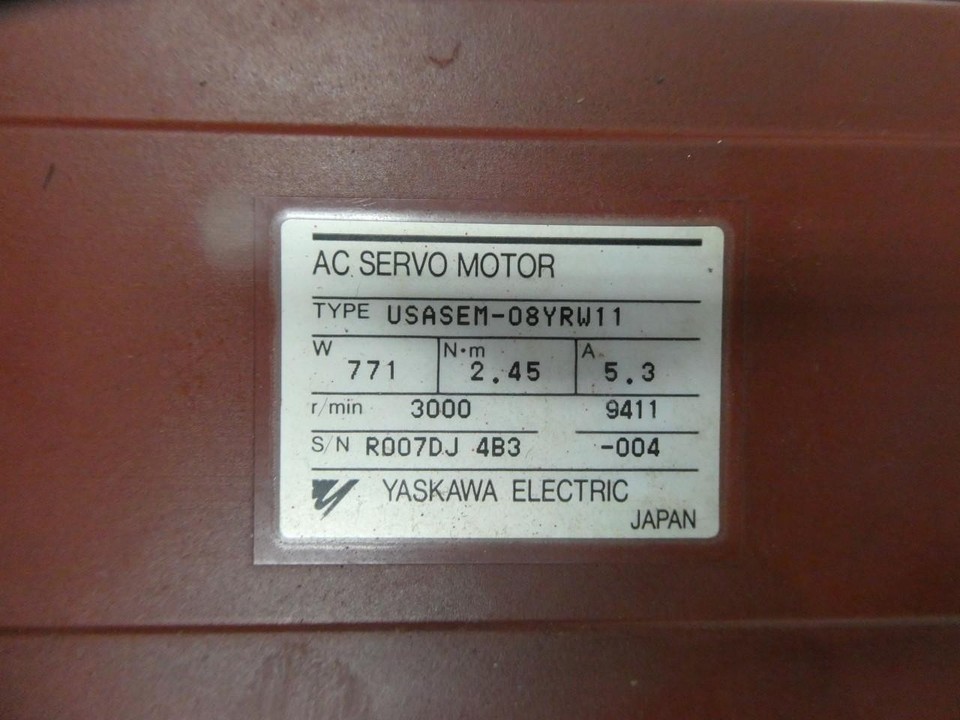 AC SERVO MOTOR
TYPE USASEM-08YRW11
W 771 N·m 2.45 A 5.3
r/min 3000 9411
S/N R007DJ 4B3 -004
YASKAWA ELECTRIC
JAPAN